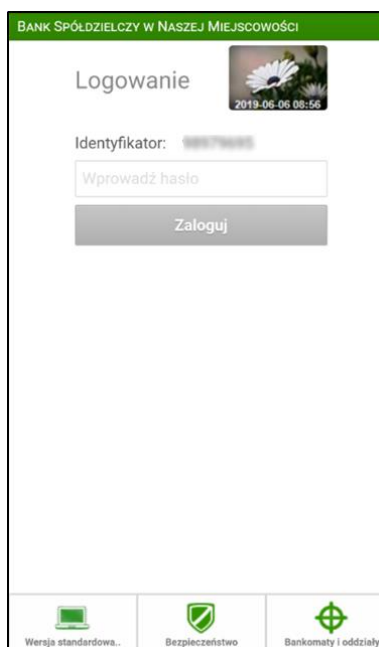 BANK SPÓŁDZIELCZY W NASZEJ MIEJSCOWOŚCI
Logowanie
2019-06-06 08:56
Identyfikator:
Wprowadź hasło
Zaloguj
Wersja standardowa..
Bezpieczeństwo
Bankomaty i oddziały